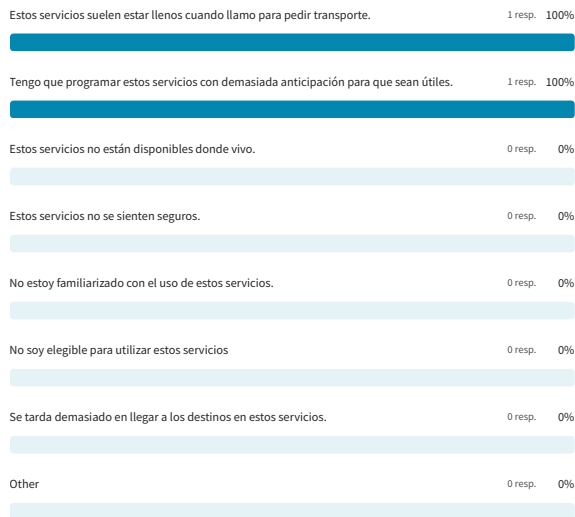 Estos servicios suelen estar llenos cuando llamo para pedir transporte. 1 resp. 100%
Tengo que programar estos servicios con demasiada anticipación para que sean útiles. 1 resp. 100%
Estos servicios no están disponibles donde vivo. 0 resp. 0%
Estos servicios no se sienten seguros. 0 resp. 0%
No estoy familiarizado con el uso de estos servicios. 0 resp. 0%
No soy elegible para utilizar estos servicios 0 resp. 0%
Se tarda demasiado en llegar a los destinos en estos servicios. 0 resp. 0%
Other 0 resp. 0%